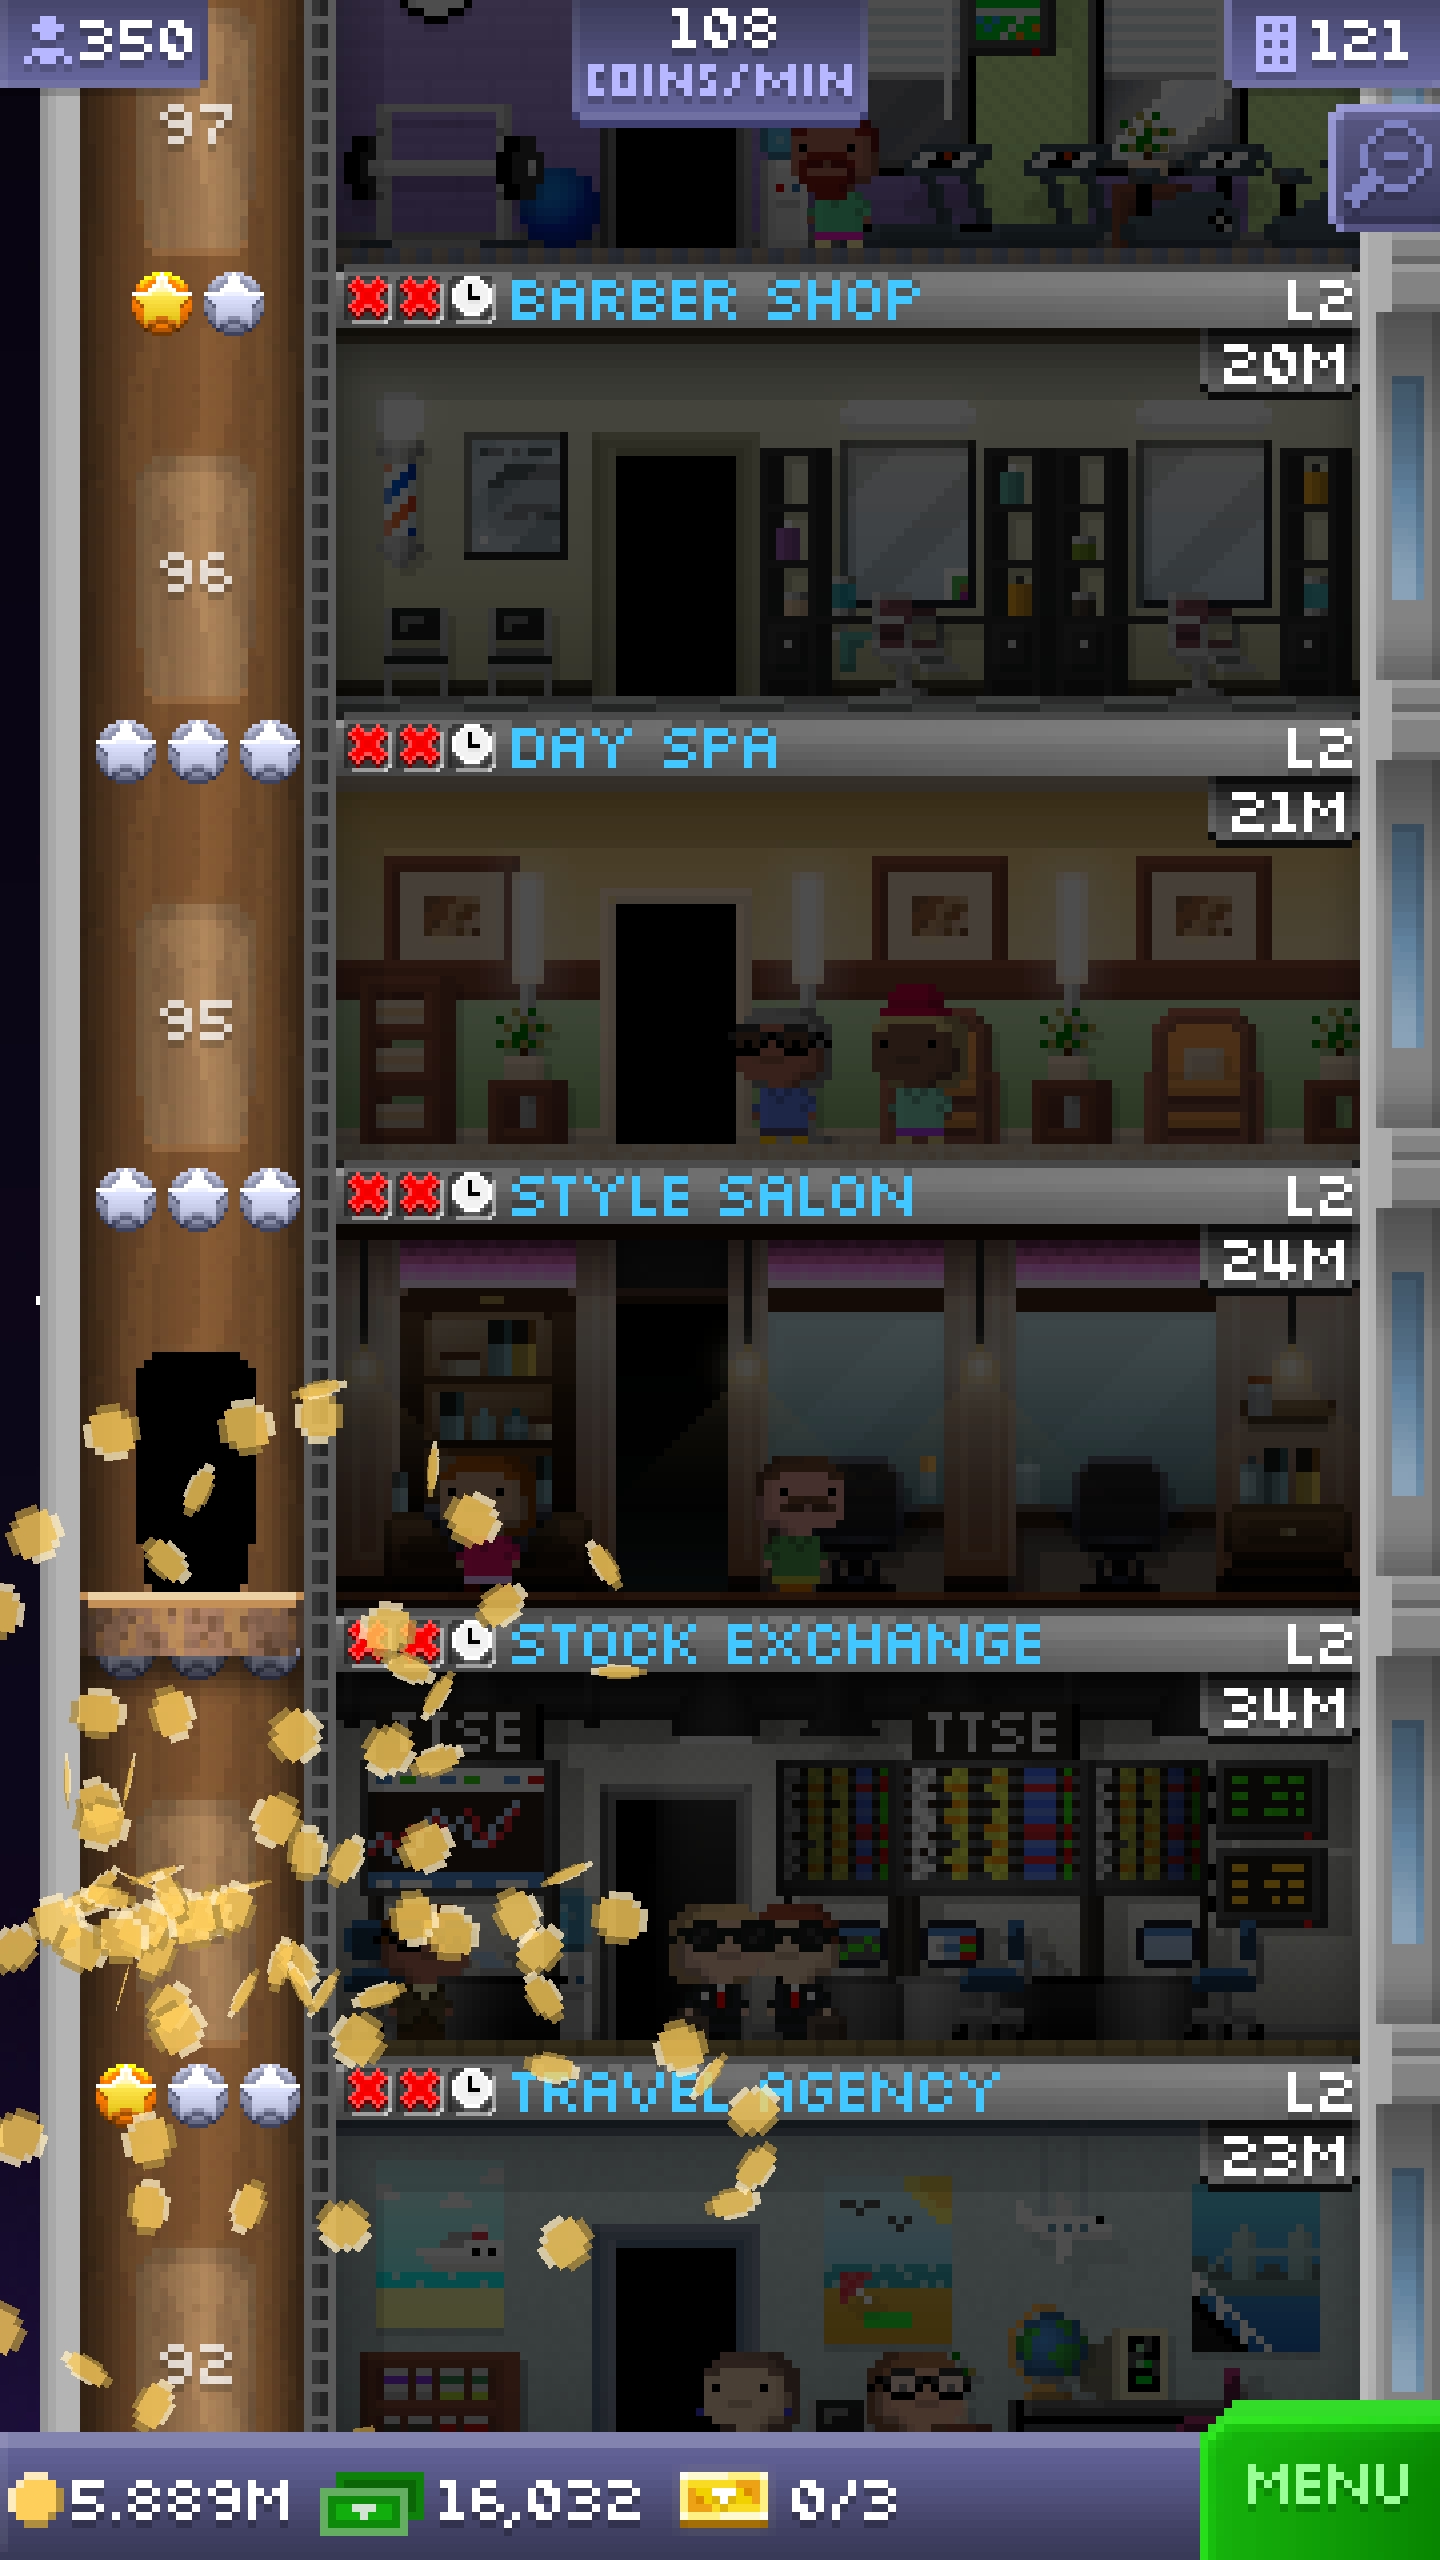 350
108
COINS/MIN
121
97
BARBER SHOP L2
20M
96
DAY SPA L2
21M
95
STYLE SALON L2
24M
STOCK EXCHANGE L2
34M
TTSE
TRAVEL AGENCY L2
23M
92
5.889M 16,032 0/3
MENU